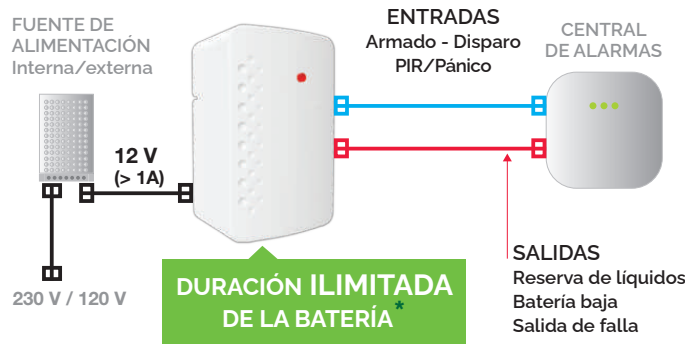 FUENTE DE
ALIMENTACIÓN
Interna/externa
ENTRADAS
Armado - Disparo
PIR/Pánico
CENTRAL
DE ALARMAS
12 V
(> 1A)
230 V / 120 V
DURACIÓN ILIMITADA
DE LA BATERÍA*
SALIDAS
Reserva de líquidos
Batería baja
Salida de falla